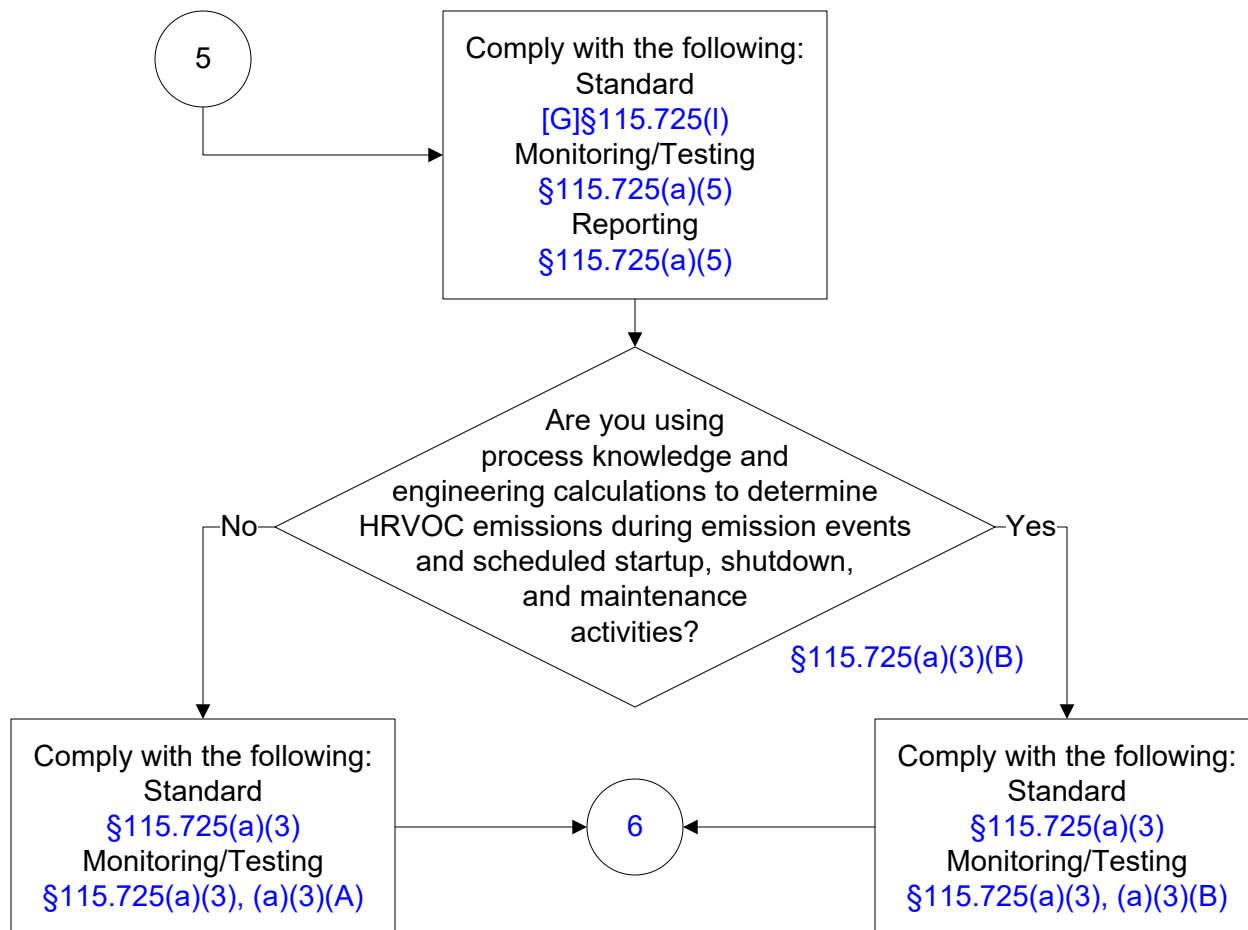 5
Comply with the following:
Standard
[G]§115.725(l)
Monitoring/Testing
§115.725(a)(5)
Reporting
§115.725(a)(5)
Are you using
process knowledge and
engineering calculations to determine
HRVOC emissions during emission events
and scheduled startup, shutdown,
and maintenance
activities?
No
Yes
§115.725(a)(3)(B)
Comply with the following:
Standard
§115.725(a)(3)
Monitoring/Testing
§115.725(a)(3), (a)(3)(A)
6
Comply with the following:
Standard
§115.725(a)(3)
Monitoring/Testing
§115.725(a)(3), (a)(3)(B)